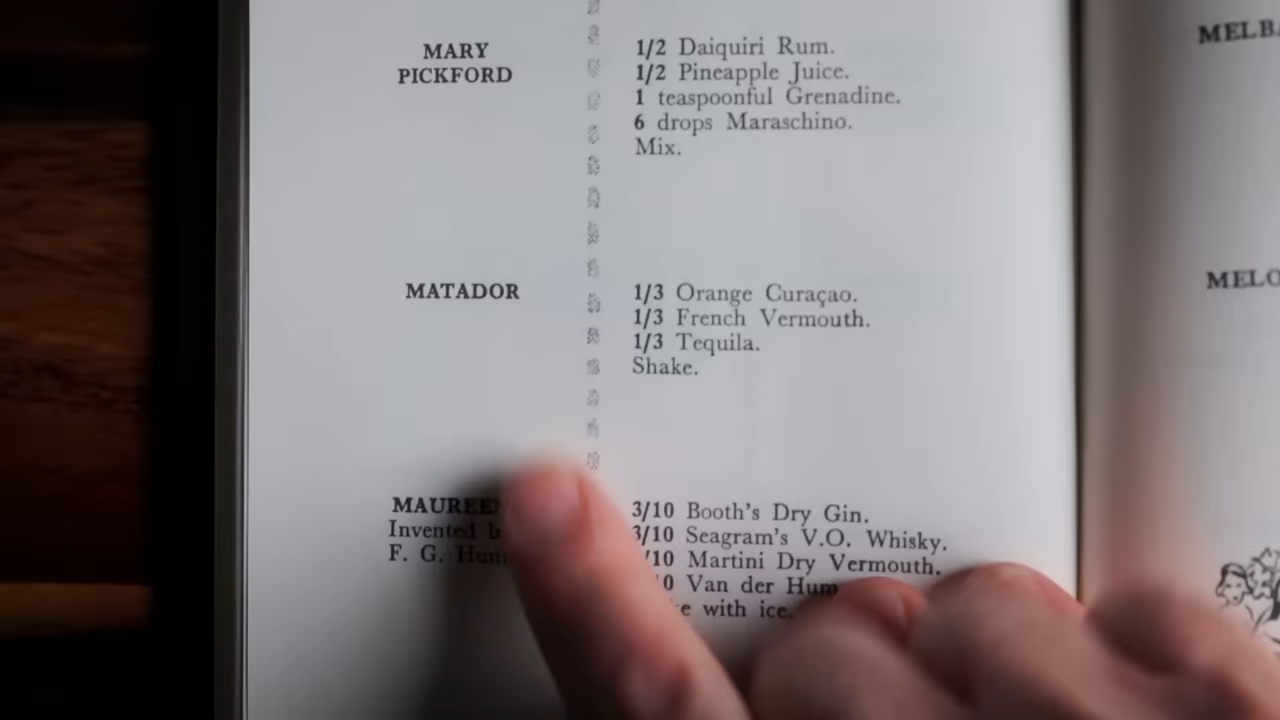 MARY
PICKFORD
1/2 Daiquiri Rum.
1/2 Pineapple Juice.
1 teaspoonful Grenadine.
6 drops Maraschino.
Mix.
MATADOR
1/3 Orange Curaçao.
1/3 French Vermouth.
1/3 Tequila.
Shake.
Invented
F. G.
3/10 Booth's Dry Gin.
3/10 Seagram's V.O. Whisky.
/10 Martini Dry Vermouth.
Van der Hum
with ice.